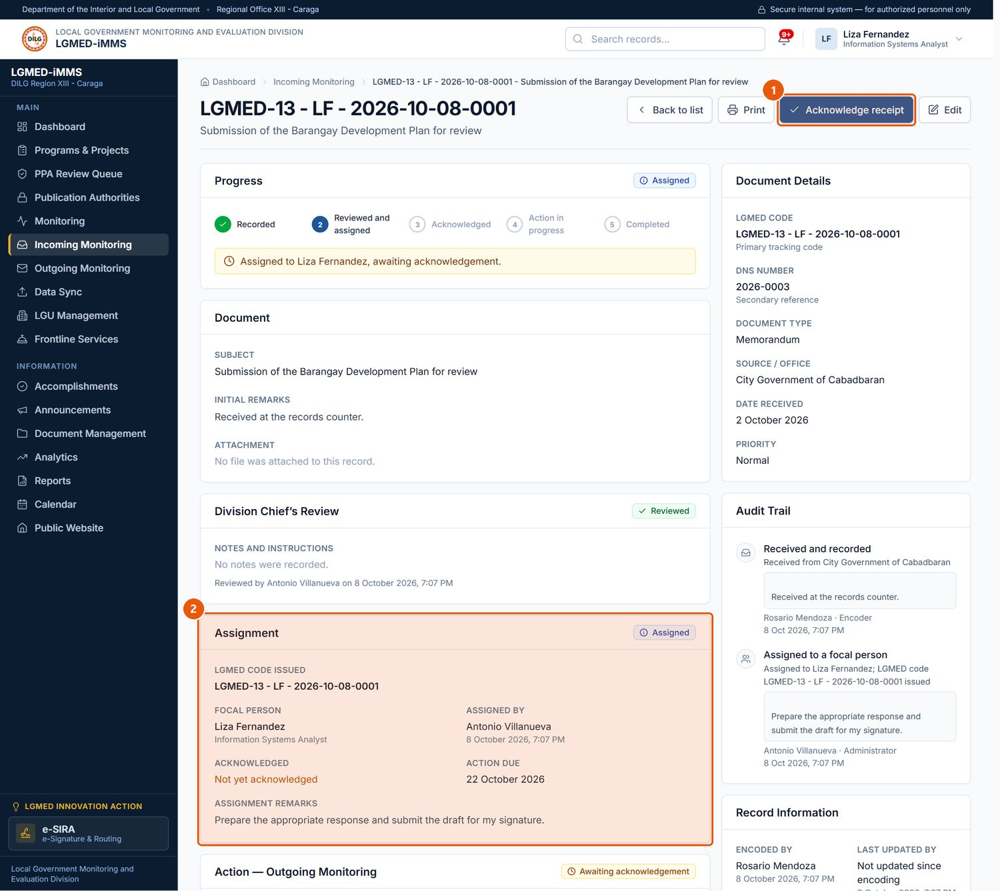 Department of the Interior and Local Government • Regional Office XIII - Caraga
Secure internal system — for authorized personnel only
DILG
LOCAL GOVERNMENT MONITORING AND EVALUATION DIVISION
LGMED-iMMS
Search records...
9+
LF
Liza Fernandez
Information Systems Analyst
LGMED-iMMS
DILG Region XIII - Caraga
MAIN
Dashboard
Programs & Projects
PPA Review Queue
Publication Authorities
Monitoring
Incoming Monitoring
Outgoing Monitoring
Data Sync
LGU Management
Frontline Services
INFORMATION
Accomplishments
Announcements
Document Management
Analytics
Reports
Calendar
Public Website
LGMED INNOVATION ACTION
e-SIRA
e-Signature & Routing
Local Government Monitoring and
Evaluation Division
Dashboard > Incoming Monitoring > LGMED-13 - LF - 2026-10-08-0001 - Submission of the Barangay Development Plan for review
LGMED-13 - LF - 2026-10-08-0001
Submission of the Barangay Development Plan for review
Back to list
Print
1
Acknowledge receipt
Edit
Progress
Assigned
Recorded
2 Reviewed and
assigned
3 Acknowledged
4 Action in
progress
5 Completed
Assigned to Liza Fernandez, awaiting acknowledgement.
Document
SUBJECT
Submission of the Barangay Development Plan for review
INITIAL REMARKS
Received at the records counter.
ATTACHMENT
No file was attached to this record.
Division Chief’s Review
Reviewed
NOTES AND INSTRUCTIONS
No notes were recorded.
Reviewed by Antonio Villanueva on 8 October 2026, 7:07 PM
2
Assignment
Assigned
LGMED CODE ISSUED
LGMED-13 - LF - 2026-10-08-0001
FOCAL PERSON
Liza Fernandez
Information Systems Analyst
ASSIGNED BY
Antonio Villanueva
8 October 2026, 7:07 PM
ACKNOWLEDGED
Not yet acknowledged
ACTION DUE
22 October 2026
ASSIGNMENT REMARKS
Prepare the appropriate response and submit the draft for my signature.
Action — Outgoing Monitoring
Awaiting acknowledgement
Document Details
LGMED CODE
LGMED-13 - LF - 2026-10-08-0001
Primary tracking code
DNS NUMBER
2026-0003
Secondary reference
DOCUMENT TYPE
Memorandum
SOURCE / OFFICE
City Government of Cabadbaran
DATE RECEIVED
2 October 2026
PRIORITY
Normal
Audit Trail
Received and recorded
Received from City Government of Cabadbaran
Received at the records counter.
Rosario Mendoza · Encoder
8 Oct 2026, 7:07 PM
Assigned to a focal person
Assigned to Liza Fernandez; LGMED code
LGMED-13 - LF - 2026-10-08-0001 issued
Prepare the appropriate response and
submit the draft for my signature.
Antonio Villanueva · Administrator
8 Oct 2026, 7:07 PM
Record Information
ENCODED BY
Rosario Mendoza
8 October 2026, 7:07 PM
LAST UPDATED BY
Not updated since
encoding